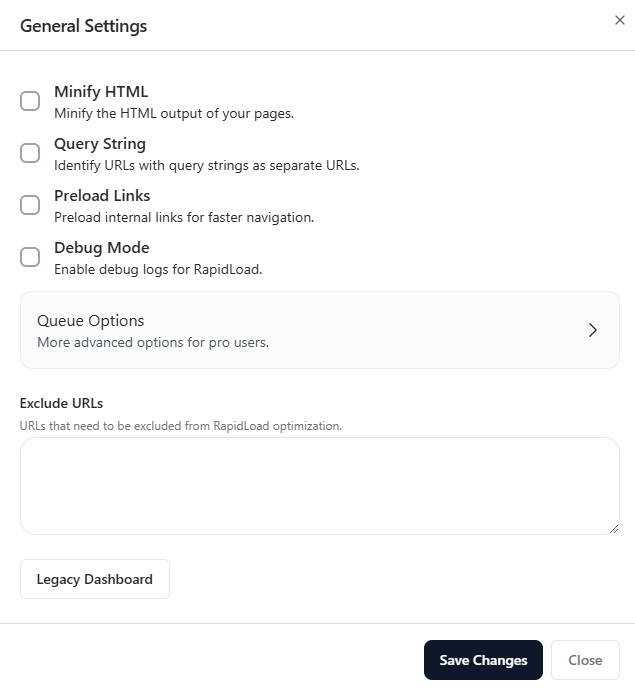 General Settings
Minify HTML
Minify the HTML output of your pages.
Query String
Identify URLs with query strings as separate URLs.
Preload Links
Preload internal links for faster navigation.
Debug Mode
Enable debug logs for RapidLoad.
Queue Options
More advanced options for pro users.
Exclude URLs
URLs that need to be excluded from RapidLoad optimization.
Legacy Dashboard
Save Changes
Close